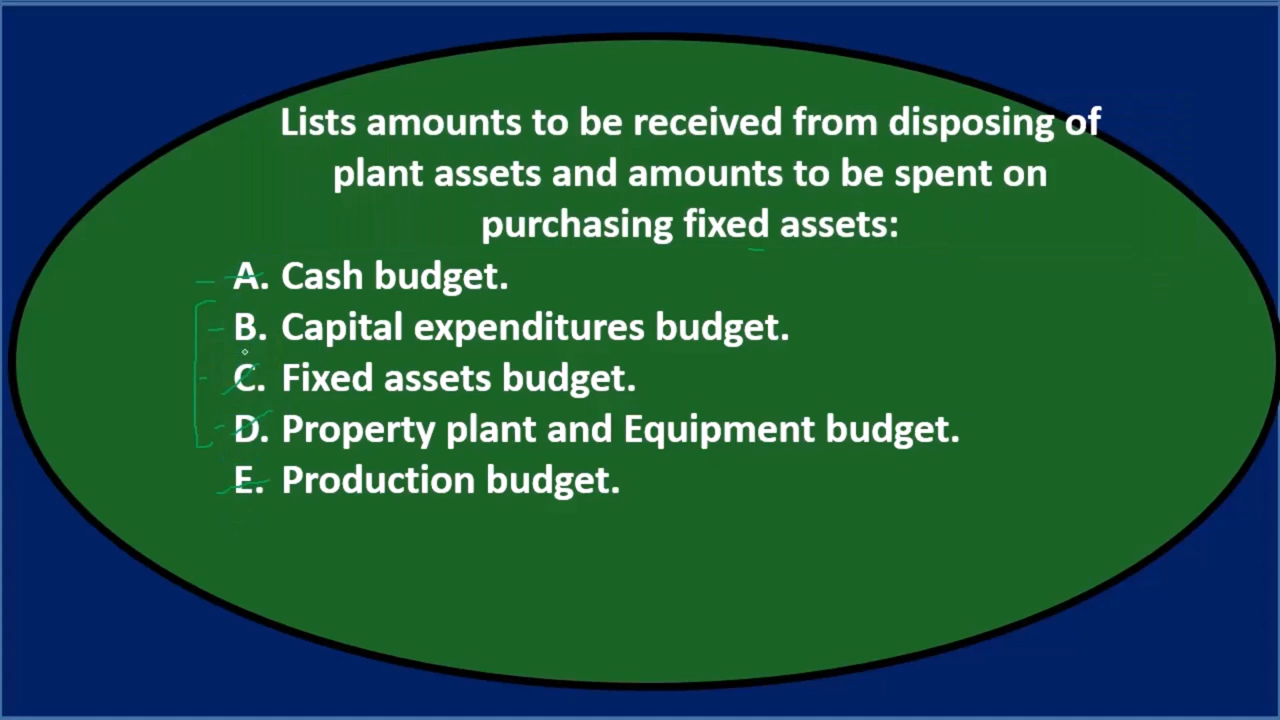 Lists amounts to be received from disposing of
plant assets and amounts to be spent on
purchasing fixed assets:
A. Cash budget.
B. Capital expenditures budget.
C. Fixed assets budget.
D. Property plant and Equipment budget.
E. Production budget.